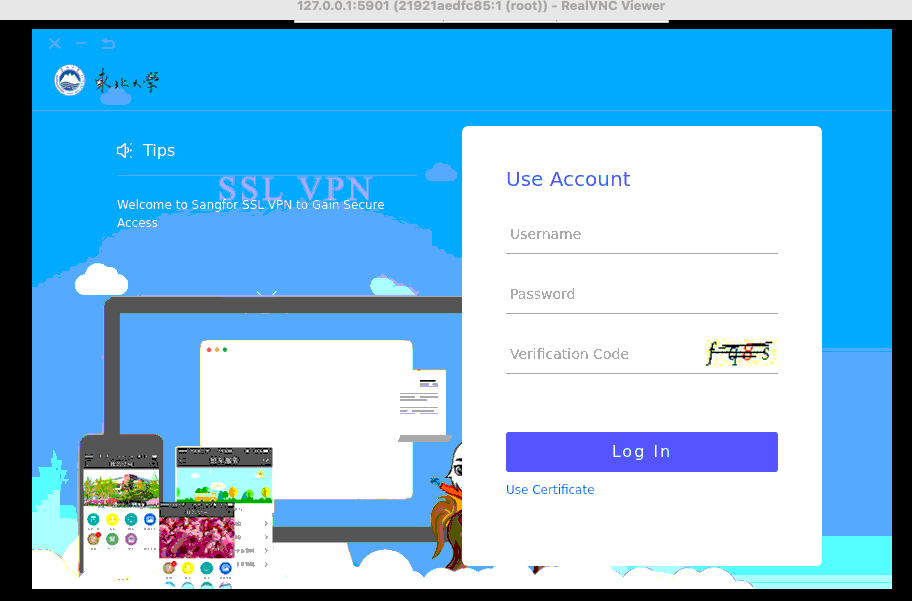 127.0.0.1:5901 (21921aedfc85:1 (root)) - RealVNC Viewer
東北大學
Tips
SSL VPN
Welcome to Sangfor SSL VPN to Gain Secure
Access
Use Account
Username
Password
Verification Code
Log In
Use Certificate